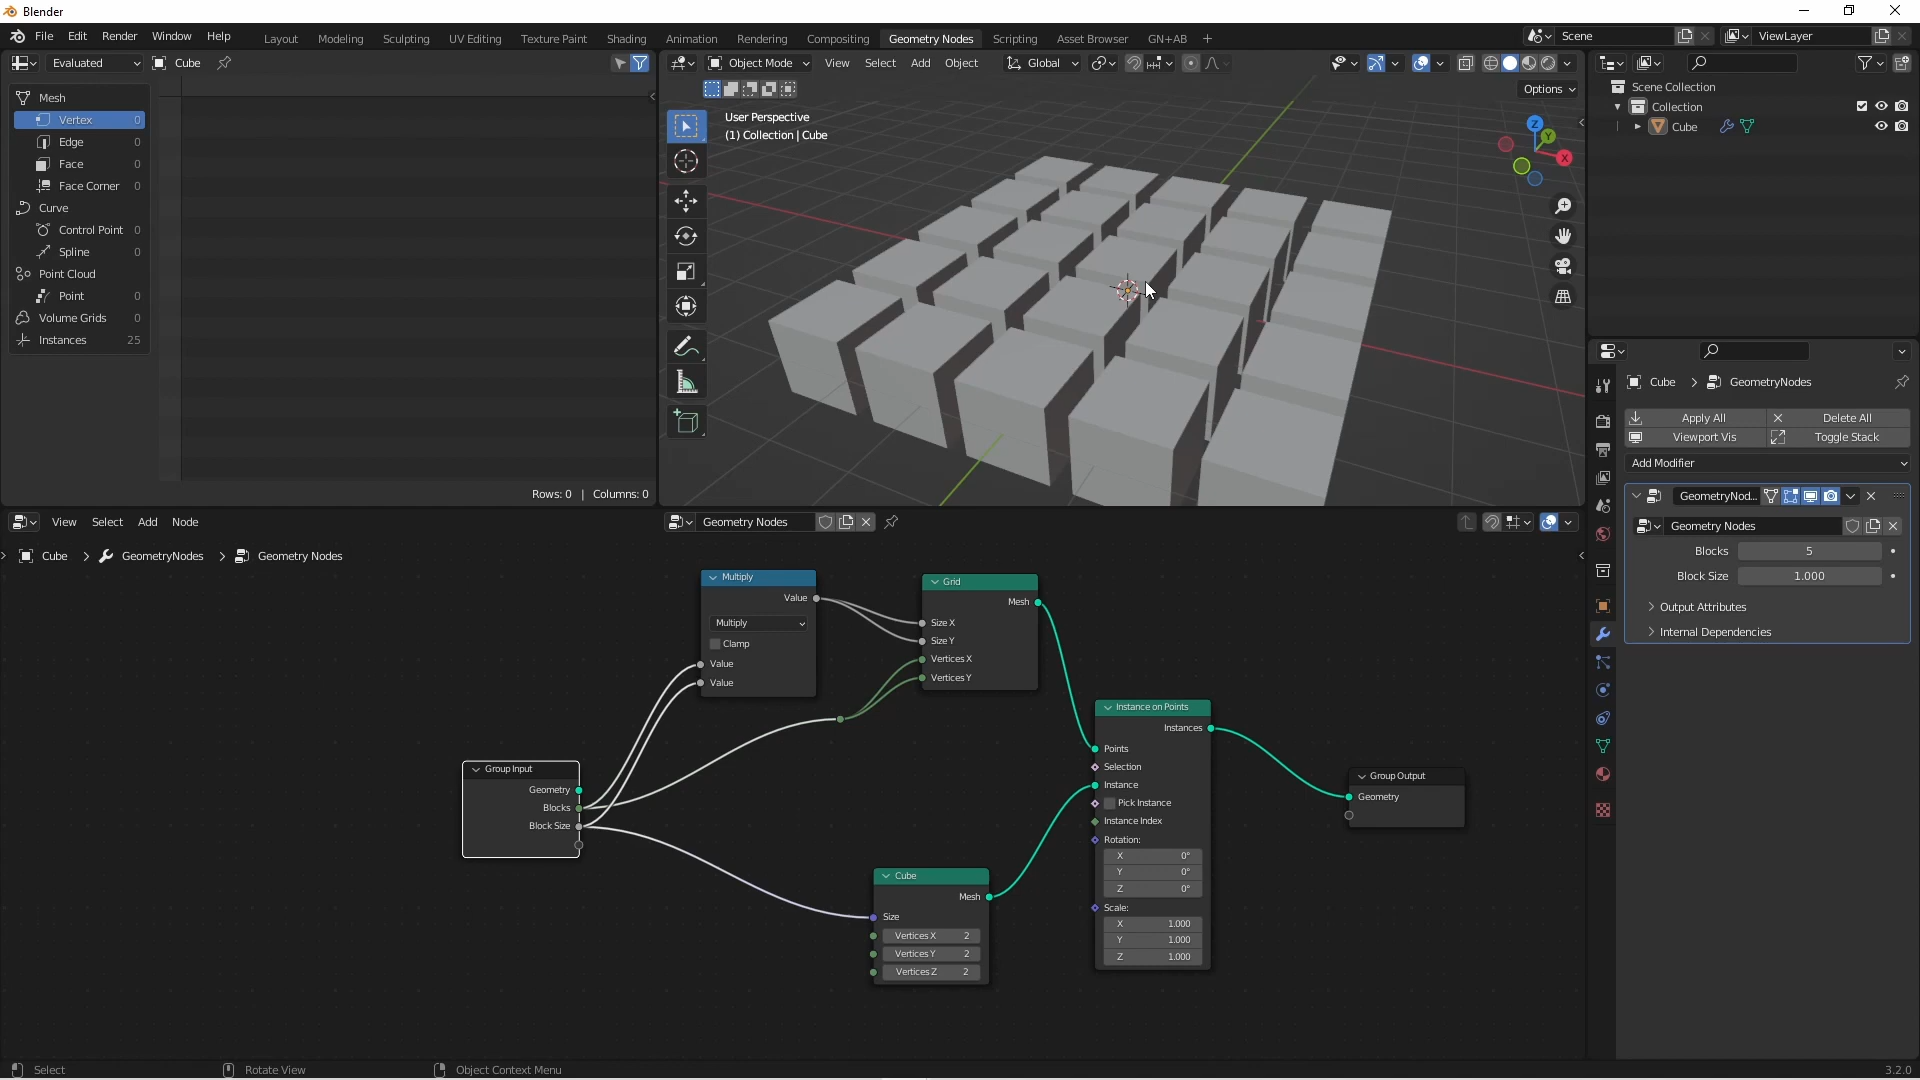 Blender
File Edit Render Window Help Layout Modeling Sculpting UV Editing Texture Paint Shading Animation Rendering Compositing Geometry Nodes Scripting Asset Browser GN+AB + Scene ViewLayer
Evaluated Cube
Object Mode View Select Add Object Global
Options
Mesh
Vertex 0
Edge 0
Face 0
Face Corner 0
Curve
Control Point 0
Spline 0
Point Cloud
Point 0
Volume Grids 0
Instances 25
Rows: 0 | Columns: 0
User Perspective
(1) Collection | Cube
Z
Y
X
Scene Collection
Collection
Cube
Cube > GeometryNodes
Apply All Delete All
Viewport Vis Toggle Stack
Add Modifier
GeometryNod...
Geometry Nodes
Blocks 5
Block Size 1.000
Output Attributes
Internal Dependencies
View Select Add Node Geometry Nodes
Cube > GeometryNodes > Geometry Nodes
Multiply
Value
Multiply
Clamp
Value
Value
Grid
Mesh
Size X
Size Y
Vertices X
Vertices Y
Group Input
Geometry
Blocks
Block Size
Cube
Mesh
Size
Vertices X 2
Vertices Y 2
Vertices Z 2
Instance on Points
Instances
Points
Selection
Instance
Pick Instance
Instance Index
Rotation:
X 0°
Y 0°
Z 0°
Scale:
X 1.000
Y 1.000
Z 1.000
Group Output
Geometry
Select Rotate View Object Context Menu 3.2.0